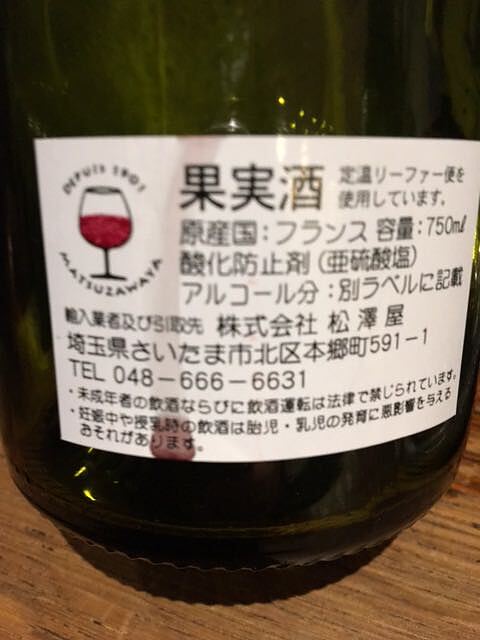 DEPUIS 1901
MATSUZAWAYA
果実酒 定温リーファー便を
使用しています。
原産国：フランス 容量：750㎖
酸化防止剤（亜硫酸塩）
アルコール分：別ラベルに記載
輸入業者及び引取先 株式会社 松澤屋
埼玉県さいたま市北区本郷町591-1
TEL 048-666-6631
・未成年者の飲酒ならびに飲酒運転は法律で禁じられています。
・妊娠中や授乳時の飲酒は胎児・乳児の発育に悪影響を与える
おそれがあります。